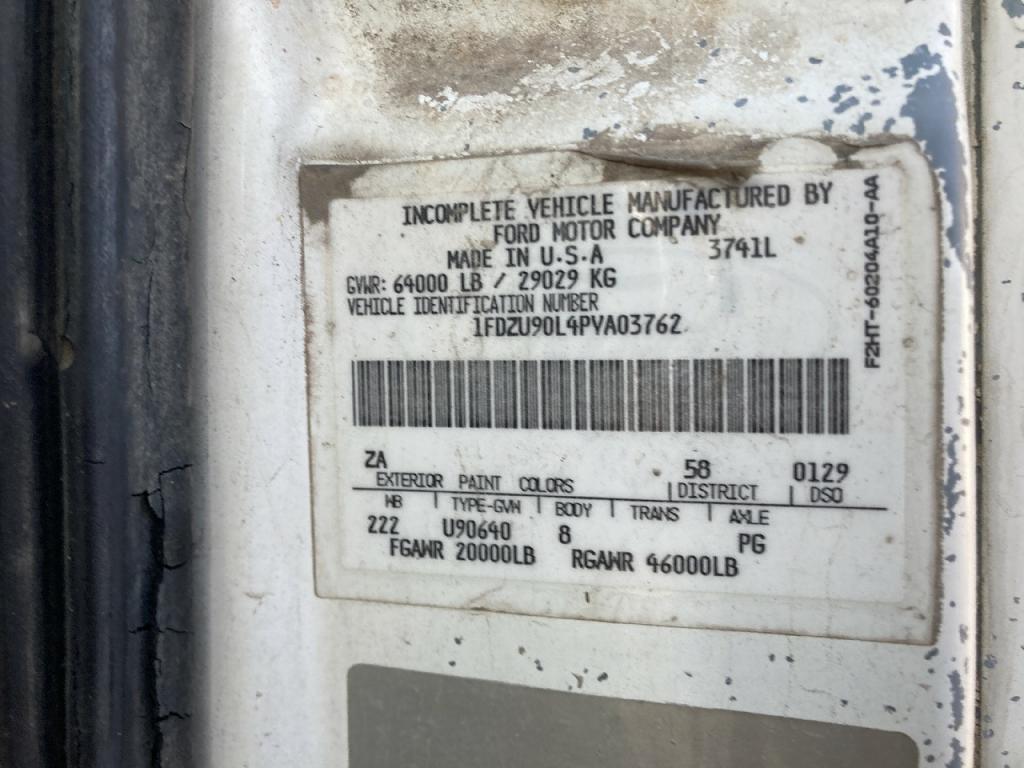 INCOMPLETE VEHICLE MANUFACTURED BY
FORD MOTOR COMPANY
MADE IN U.S.A 3741L
GVWR: 64000 LB / 29029 KG
VEHICLE IDENTIFICATION NUMBER
1FDZU90L4PVA03762
F2HT-60204A10-AA
ZA 58 0129
EXTERIOR PAINT COLORS DISTRICT DSO
WB TYPE-GVW BODY TRANS AXLE
222 U90640 8 PG
FGAWR 20000LB RGAWR 46000LB